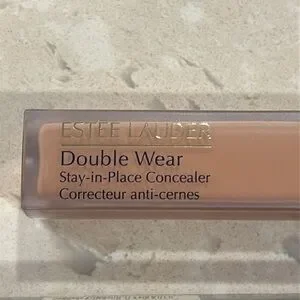 ESTEE LAUDER
Double Wear
Stay-in-Place Concealer
Correcteur anti-cernes